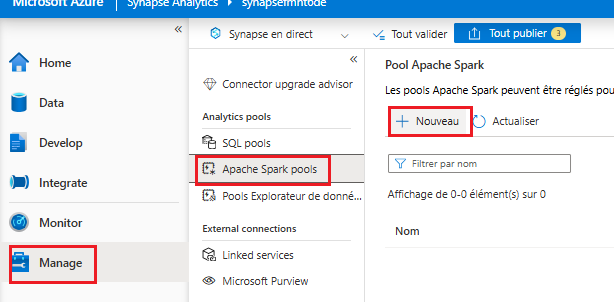 Microsoft Azure
Synapse Analytics
Synapse en direct
Tout valider
Tout publier
3
Home
Data
Develop
Integrate
Monitor
Manage
Connector upgrade advisor
Analytics pools
SQL pools
Apache Spark pools
Pools Explorateur de donné...
External connections
Linked services
Microsoft Purview
Pool Apache Spark
Les pools Apache Spark peuvent être réglés pou
Nouveau
Actualiser
Filtrer par nom
Affichage de 0-0 élément(s) sur 0
Nom